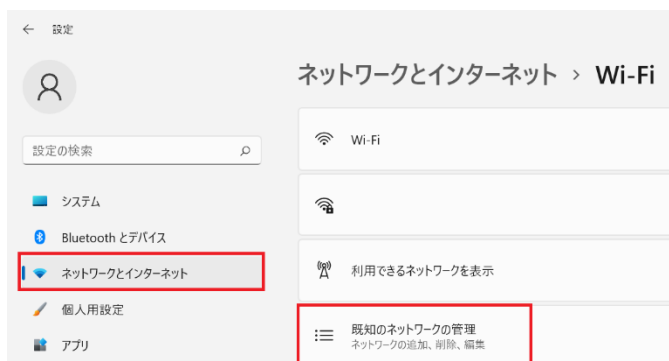 ← 設定
ネットワークとインターネット › Wi-Fi
設定の検索
Wi-Fi
システム
Bluetooth とデバイス
ネットワークとインターネット
利用できるネットワークを表示
個人用設定
既知のネットワークの管理
ネットワークの追加、削除、編集
アプリ